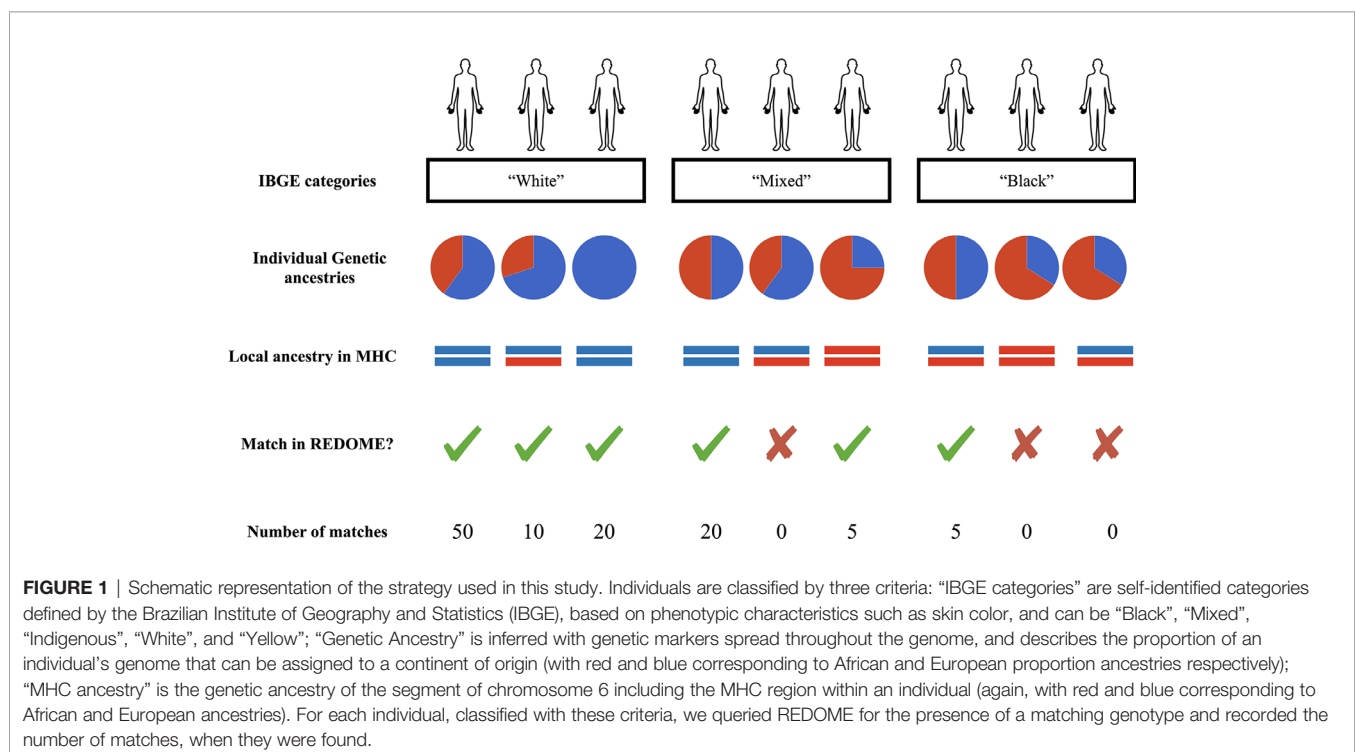 IBGE categories “White” “Mixed” “Black”
Individual Genetic
ancestries
Local ancestry in MHC
Match in REDOME?
Number of matches 50 10 20 20 0 5 5 0 0
FIGURE 1 | Schematic representation of the strategy used in this study. Individuals are classified by three criteria: “IBGE categories” are self-identified categories
defined by the Brazilian Institute of Geography and Statistics (IBGE), based on phenotypic characteristics such as skin color, and can be “Black”, “Mixed”,
“Indigenous”, “White”, and “Yellow”; “Genetic Ancestry” is inferred with genetic markers spread throughout the genome, and describes the proportion of an
individual’s genome that can be assigned to a continent of origin (with red and blue corresponding to African and European proportion ancestries respectively);
“MHC ancestry” is the genetic ancestry of the segment of chromosome 6 including the MHC region within an individual (again, with red and blue corresponding to
African and European ancestries). For each individual, classified with these criteria, we queried REDOME for the presence of a matching genotype and recorded the
number of matches, when they were found.